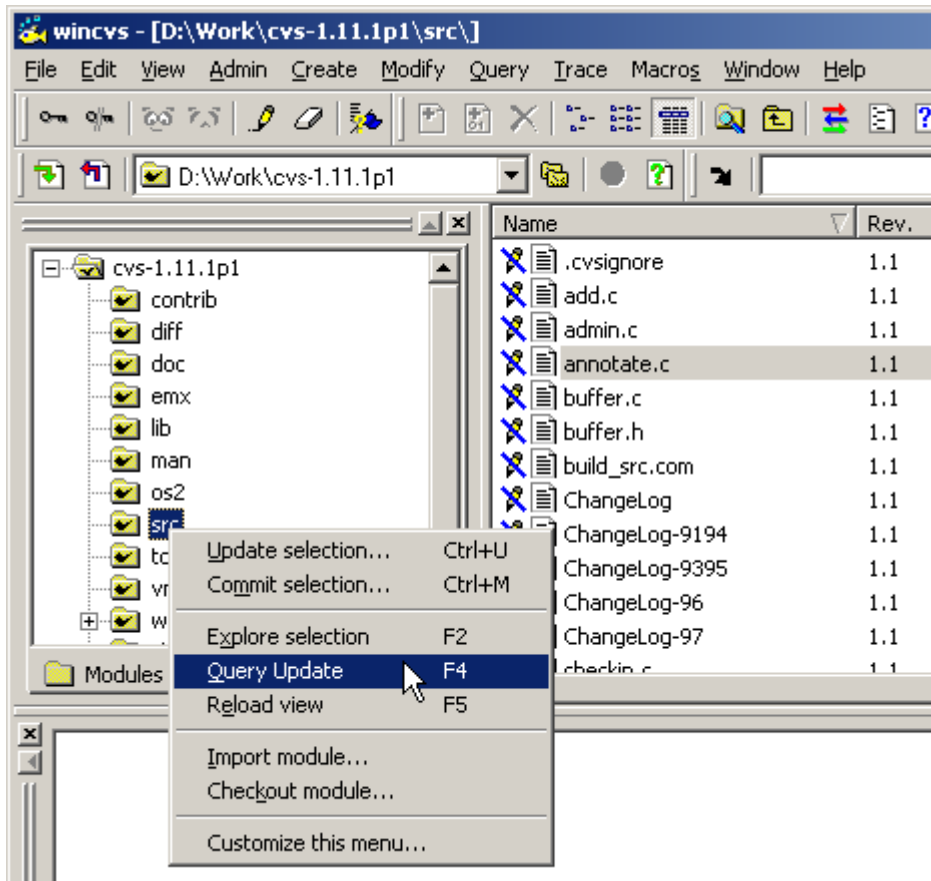 wincvs - [D:\Work\cvs-1.11.1p1\src\]
File Edit View Admin Create Modify Query Trace Macros Window Help
D:\Work\cvs-1.11.1p1
Name Rev.
cvs-1.11.1p1
contrib
diff
doc
emx
lib
man
os2
src
Modules
.cvsignore 1.1
add.c 1.1
admin.c 1.1
annotate.c 1.1
buffer.c 1.1
buffer.h 1.1
build_src.com 1.1
ChangeLog 1.1
ChangeLog-9194 1.1
ChangeLog-9395 1.1
ChangeLog-96 1.1
ChangeLog-97 1.1
checkin.c 1.1
Update selection... Ctrl+U
Commit selection... Ctrl+M
Explore selection F2
Query Update F4
Reload view F5
Import module...
Checkout module...
Customize this menu...